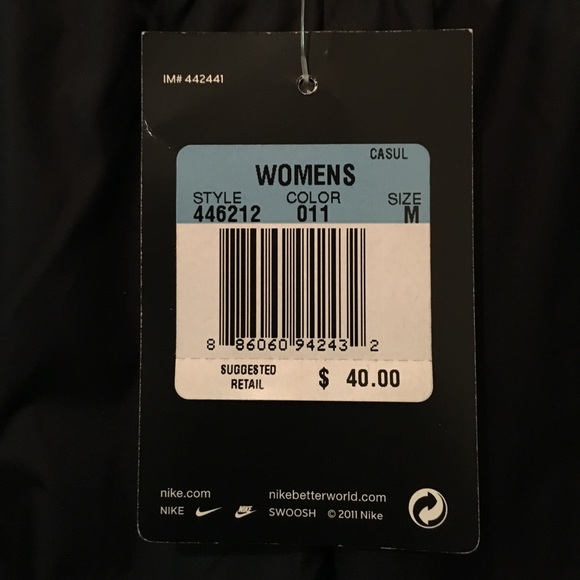 IM# 442441
CASUL
WOMENS
STYLE COLOR SIZE
446212 011 M
8 86060 94243 2
SUGGESTED
RETAIL $ 40.00
nike.com nikebetterworld.com
NIKE NIKE SWOOSH © 2011 Nike